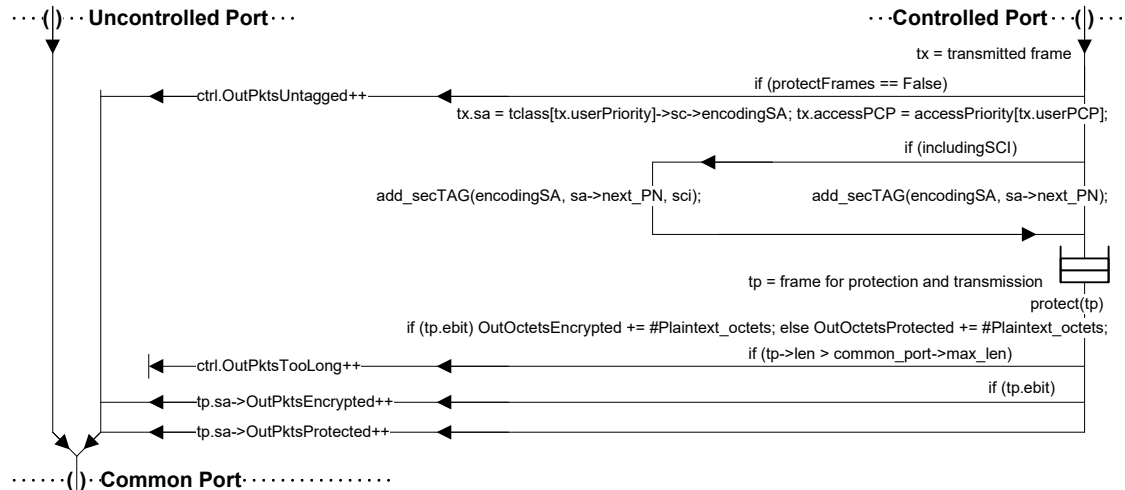 Uncontrolled Port
Controlled Port
tx = transmitted frame
if (protectFrames == False)
ctrl.OutPktsUntagged++
tx.sa = tclass[tx.userPriority]->sc->encodingSA; tx.accessPCP = accessPriority[tx.userPCP];
if (includingSCI)
add_secTAG(encodingSA, sa->next_PN, sci);
add_secTAG(encodingSA, sa->next_PN);
tp = frame for protection and transmission
protect(tp)
if (tp.ebit) OutOctetsEncrypted += #Plaintext_octets; else OutOctetsProtected += #Plaintext_octets;
if (tp->len > common_port->max_len)
ctrl.OutPktsTooLong++
if (tp.ebit)
tp.sa->OutPktsEncrypted++
tp.sa->OutPktsProtected++
Common Port